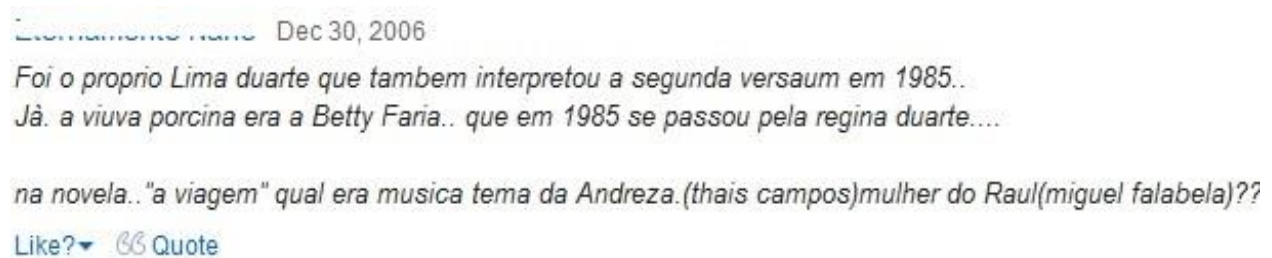 Dec 30, 2006
Foi o proprio Lima duarte que tambem interpretou a segunda versaum em 1985..
Jà. a viuva porcina era a Betty Faria.. que em 1985 se passou pela regina duarte....
na novela.."a viagem" qual era musica tema da Andreza.(thais campos)mulher do Raul(miguel falabela)??
Like? Quote